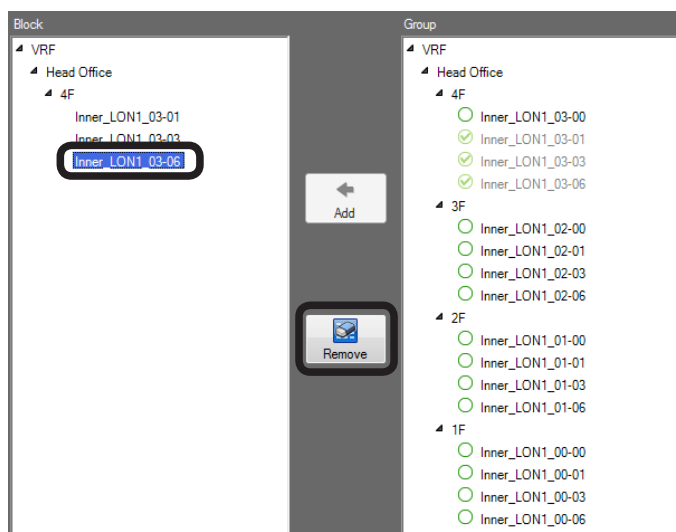 Block
VRF
Head Office
4F
Inner_LON1_03-01
Inner_LON1_03-03
Inner_LON1_03-06
Add
Remove
Group
VRF
Head Office
4F
Inner_LON1_03-00
Inner_LON1_03-01
Inner_LON1_03-03
Inner_LON1_03-06
3F
Inner_LON1_02-00
Inner_LON1_02-01
Inner_LON1_02-03
Inner_LON1_02-06
2F
Inner_LON1_01-00
Inner_LON1_01-01
Inner_LON1_01-03
Inner_LON1_01-06
1F
Inner_LON1_00-00
Inner_LON1_00-01
Inner_LON1_00-03
Inner_LON1_00-06